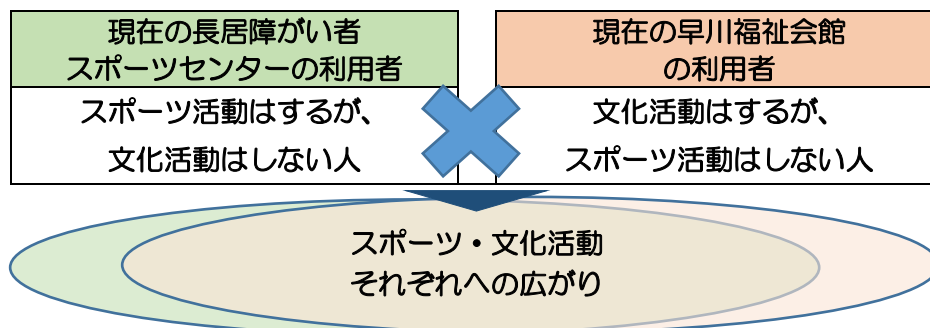 現在の長居障がい者
スポーツセンターの利用者
スポーツ活動はするが、
文化活動はしない人
現在の早川福祉会館
の利用者
文化活動はするが、
スポーツ活動はしない人
スポーツ・文化活動
それぞれへの広がり